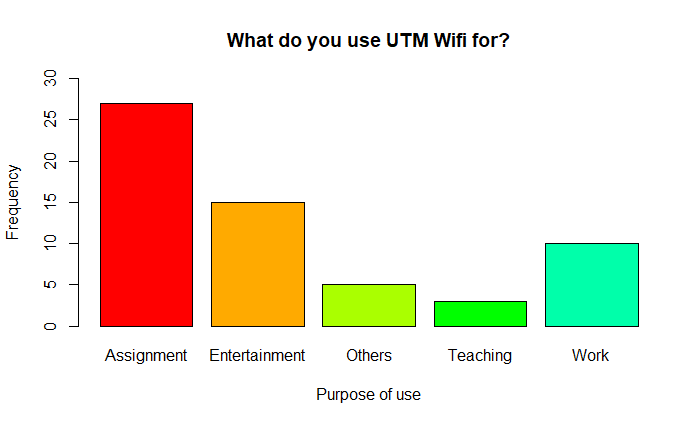 What do you use UTM Wifi for?
Frequency
30
25
20
15
10
5
0
Assignment Entertainment Others Teaching Work
Purpose of use